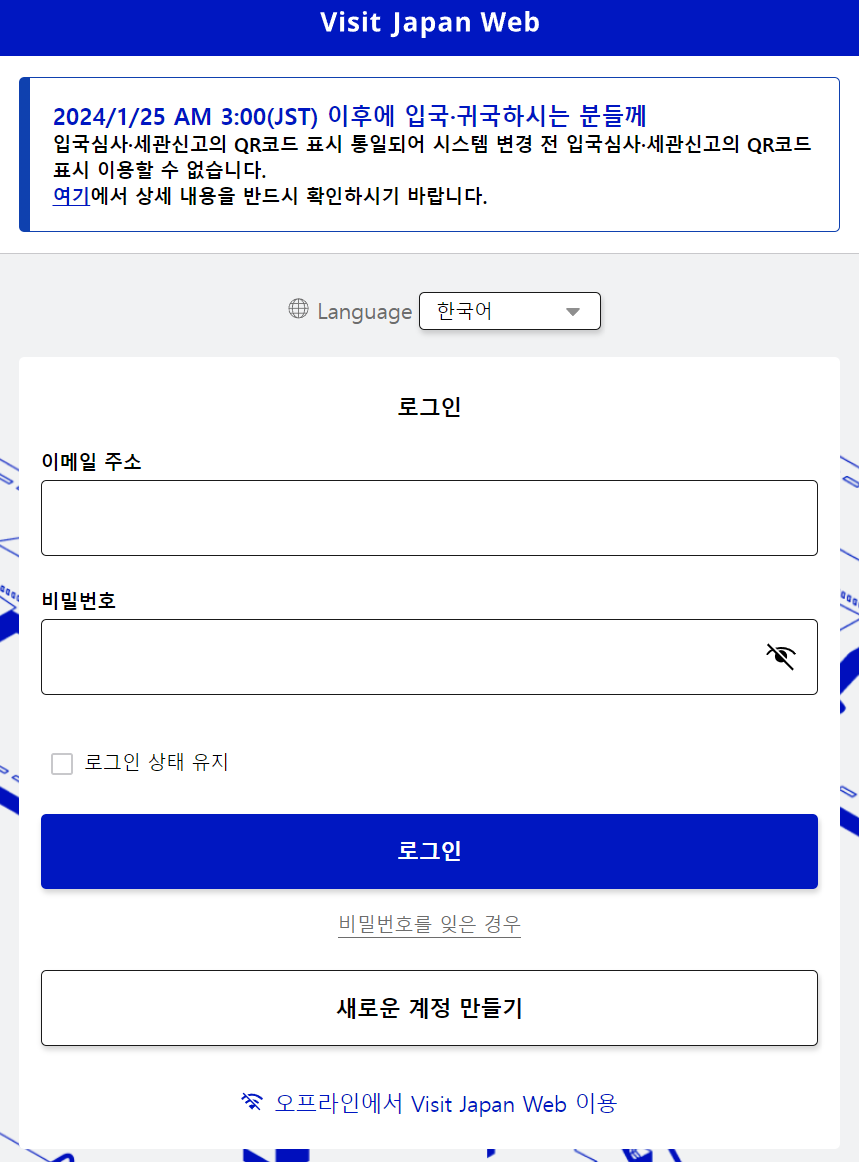 Visit Japan Web
2024/1/25 AM 3:00(JST) 이후에 입국·귀국하시는 분들께
입국심사·세관신고의 QR코드 표시 통일되어 시스템 변경 전 입국심사·세관신고의 QR코드
표시 이용할 수 없습니다.
여기에서 상세 내용을 반드시 확인하시기 바랍니다.
Language 한국어
로그인
이메일 주소
비밀번호
로그인 상태 유지
로그인
비밀번호를 잊은 경우
새로운 계정 만들기
오프라인에서 Visit Japan Web 이용